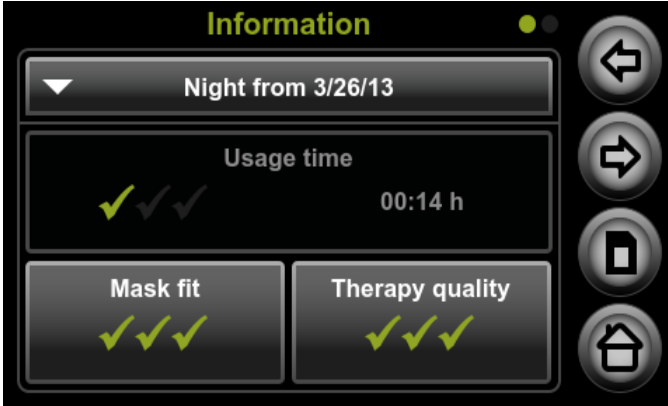 Information
Night from 3/26/13
Usage time
00:14 h
Mask fit
Therapy quality